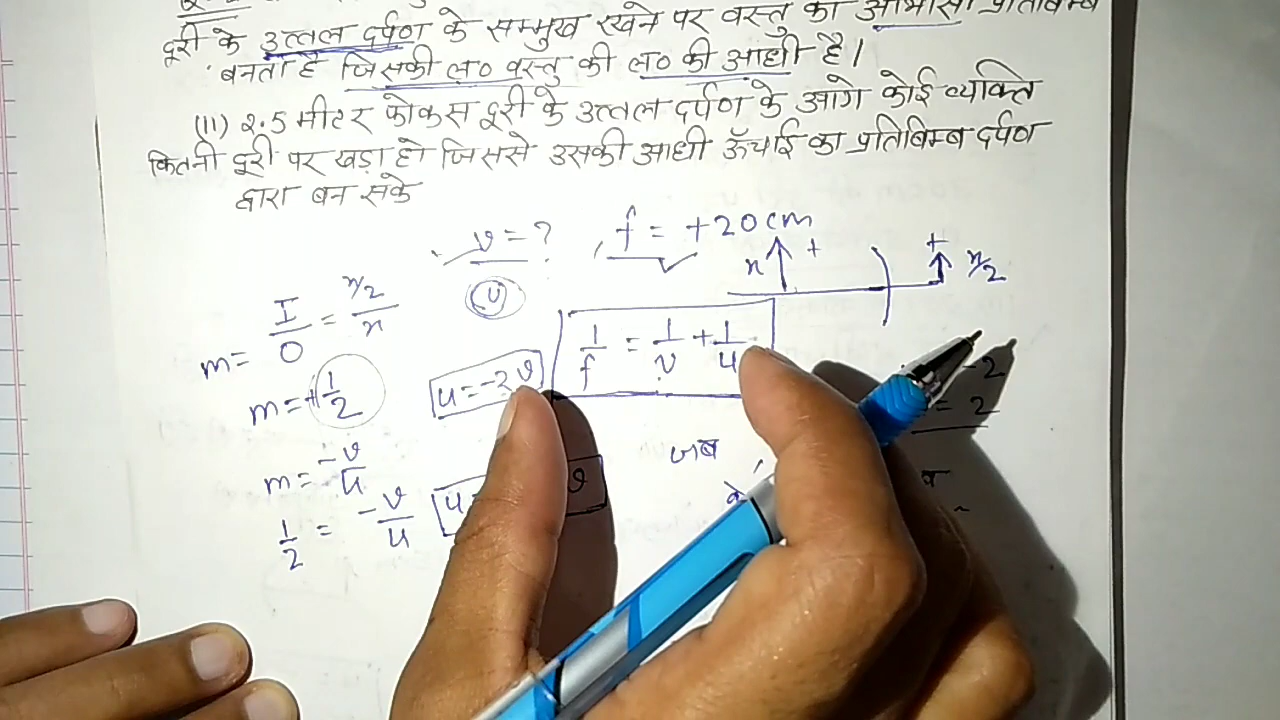 दूरी के उत्तल दर्पण के सम्मुख रखने पर वस्तु का आभासी प्रतिबिम्ब
बनता है जिसकी ल० वस्तु की ल० की आधी है।
(11) 2.5 मीटर फोकस दूरी के उत्तल दर्पण के आगे कोई व्यक्ति
कितनी दूरी पर खड़ा हो जिससे उसकी आधी ऊँचाई का प्रतिबिम्ब दर्पण
द्वारा बन सके
v = ? f = +20cm
x + + x/2
(u)
m = I/O = x/2/x
1/f = 1/v + 1/u
m = +1/2
u = -2v
m = -v/u
1/2 = -v/u
जब